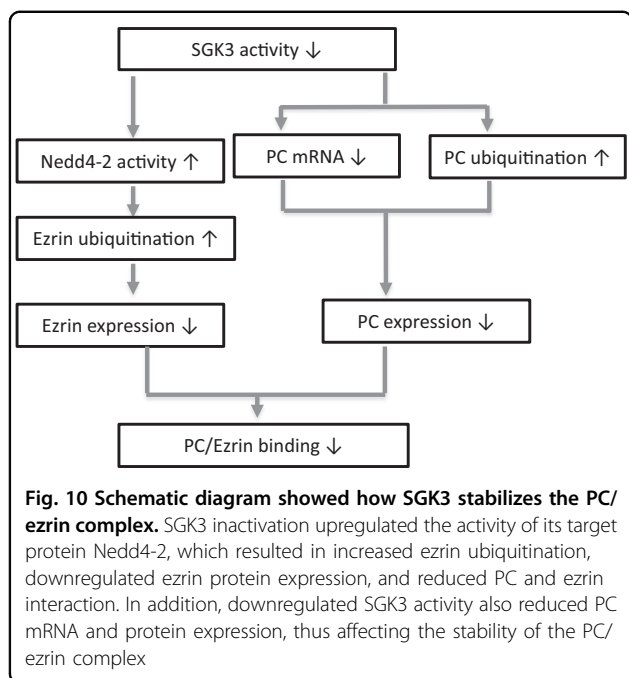 SGK3 activity ↓
Nedd4-2 activity ↑
PC mRNA ↓
PC ubiquitination ↑
Ezrin ubiquitination ↑
Ezrin expression ↓
PC expression ↓
PC/Ezrin binding ↓
Fig. 10 Schematic diagram showed how SGK3 stabilizes the PC/
ezrin complex. SGK3 inactivation upregulated the activity of its target
protein Nedd4-2, which resulted in increased ezrin ubiquitination,
downregulated ezrin protein expression, and reduced PC and ezrin
interaction. In addition, downregulated SGK3 activity also reduced PC
mRNA and protein expression, thus affecting the stability of the PC/
ezrin complex